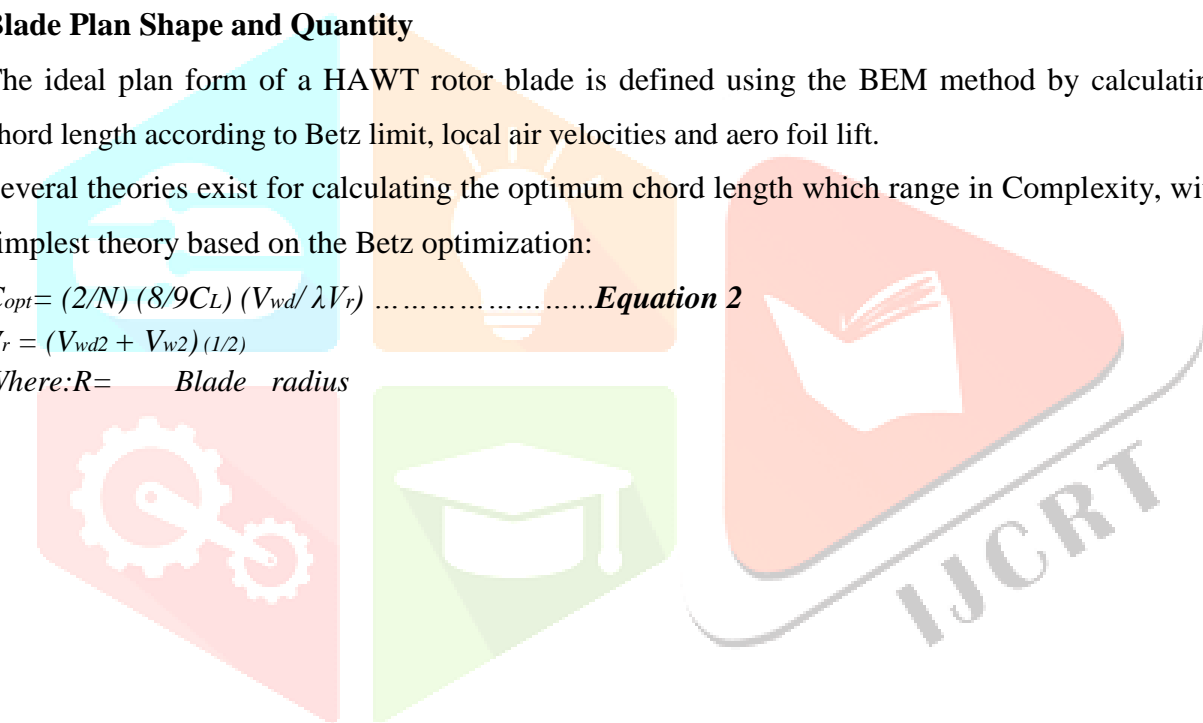 Blade Plan Shape and Quantity
The ideal plan form of a HAWT rotor blade is defined using the BEM method by calculatin
hord length according to Betz limit, local air velocities and aero foil lift.
everal theories exist for calculating the optimum chord length which range in Complexity, wi
implest theory based on the Betz optimization:
Copt= (2/N) (8/9CL) (Vwd/ λVr) ……………………...Equation 2
Vr = (Vwd2 + Vw2) (1/2)
Where:R= Blade radius
IJCRT